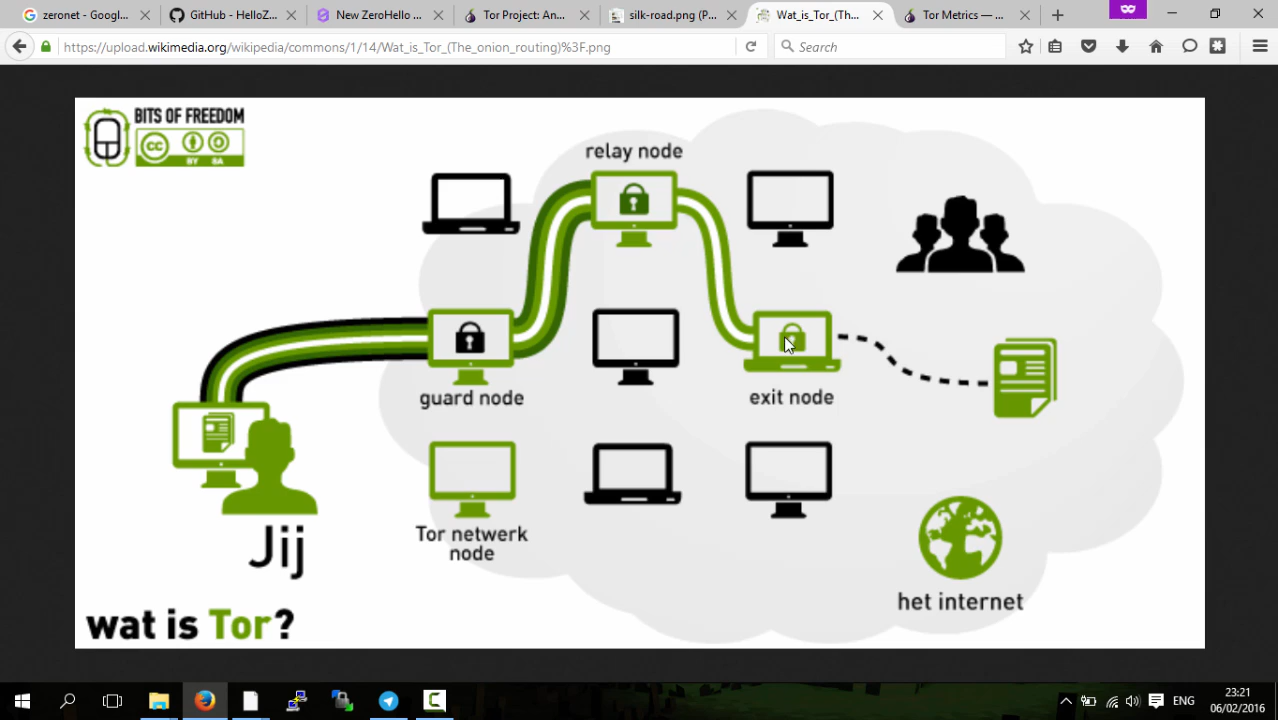 zernet - Googl...
GitHub - HelloZ...
New ZeroHello ...
Tor Project: An...
silk-road.png (P...
Wat_is_Tor_(Th...
Tor Metrics — ...
https://upload.wikimedia.org/wikipedia/commons/1/14/Wat_is_Tor_(The_onion_routing)%3F.png
Search
BITS OF FREEDOM
CC BY SA
relay node
guard node
exit node
Tor netwerk
node
Jij
het internet
wat is Tor?
ENG
23:21
06/02/2016